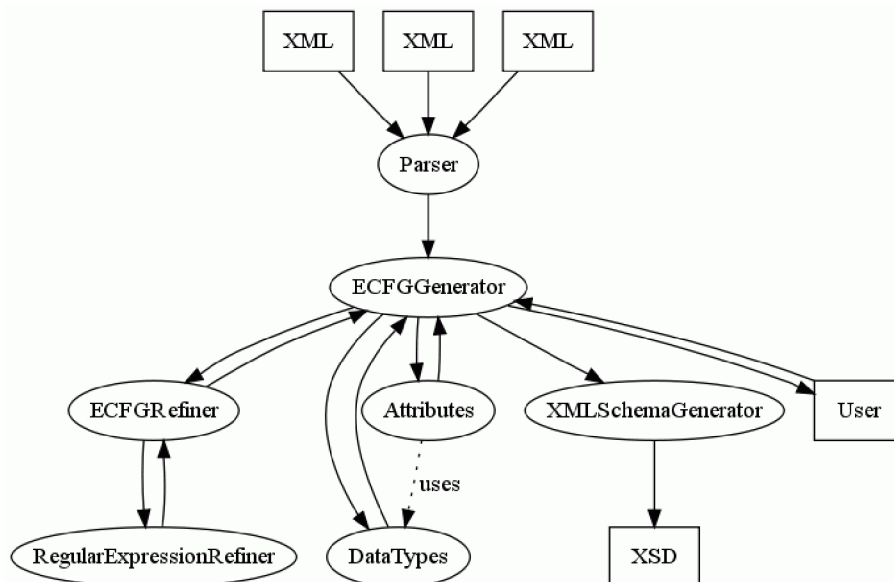 XML
XML
XML
Parser
ECFGGenerator
ECFGRefiner
Attributes
XMLSchemaGenerator
User
uses
RegularExpressionRefiner
DataTypes
XSD